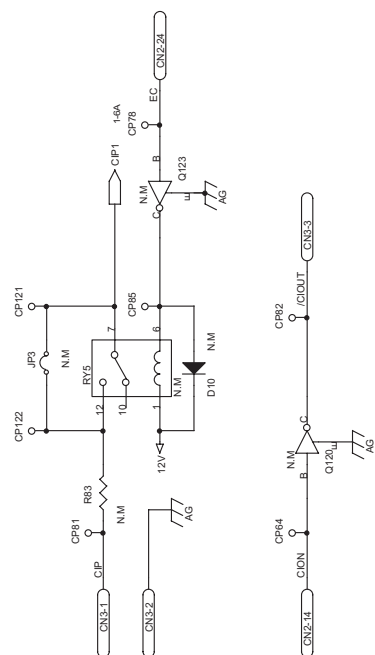 CN3-1
CIP
CP81
R83
N.M
CP122
JP3
N.M
CP121
12
10
RY5
7
CIP1
N.M
1
6
12V
D10
N.M
CP85
C
N.M
B
E
Q123
AG
CP78
1-6A
EC
CN2-24
CN3-2
AG
CN2-14
CION
CP64
B
N.M
Q120
E
C
AG
CP82
/CIOUT
CN3-3